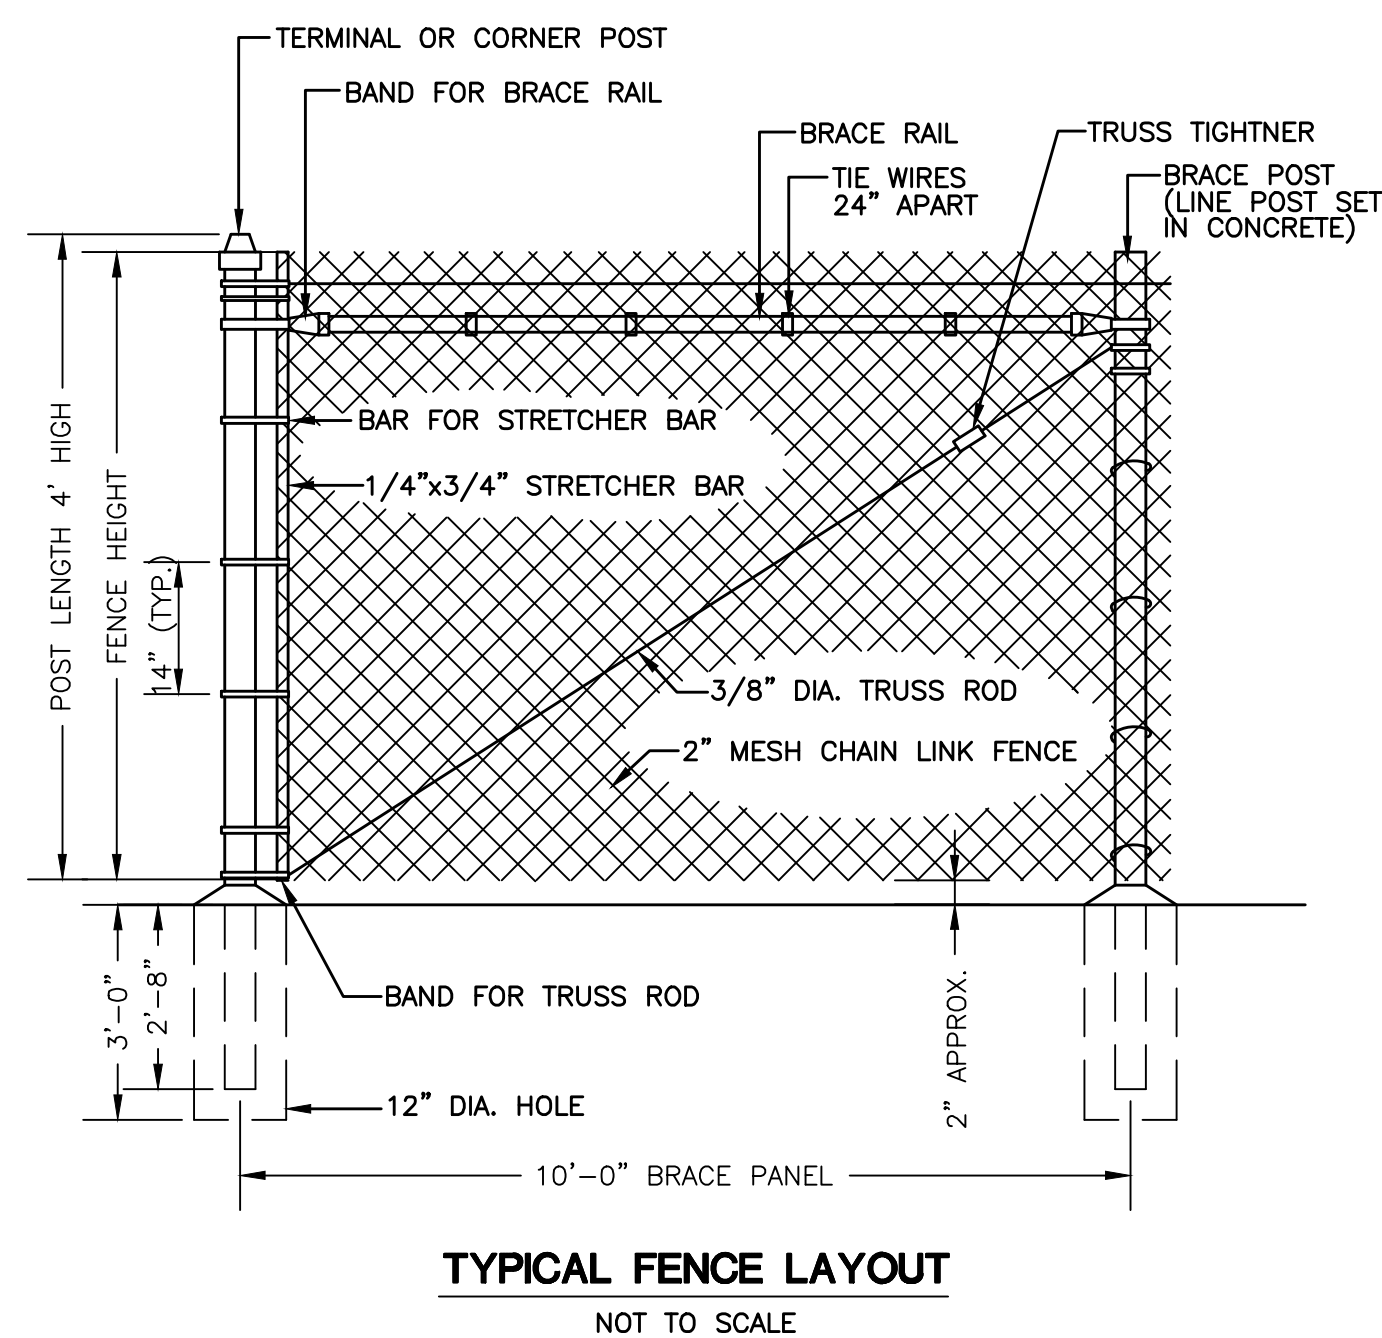 TERMINAL OR CORNER POST
BAND FOR BRACE RAIL
BRACE RAIL
TRUSS TIGHTNER
TIE WIRES
24" APART
BRACE POST
(LINE POST SET
IN CONCRETE)
POST LENGTH 4' HIGH
FENCE HEIGHT
14" (TYP.)
BAR FOR STRETCHER BAR
1/4"x3/4" STRETCHER BAR
3/8" DIA. TRUSS ROD
2" MESH CHAIN LINK FENCE
3'-0"
2'-8"
BAND FOR TRUSS ROD
2" APPROX.
12" DIA. HOLE
10'-0" BRACE PANEL
TYPICAL FENCE LAYOUT
NOT TO SCALE